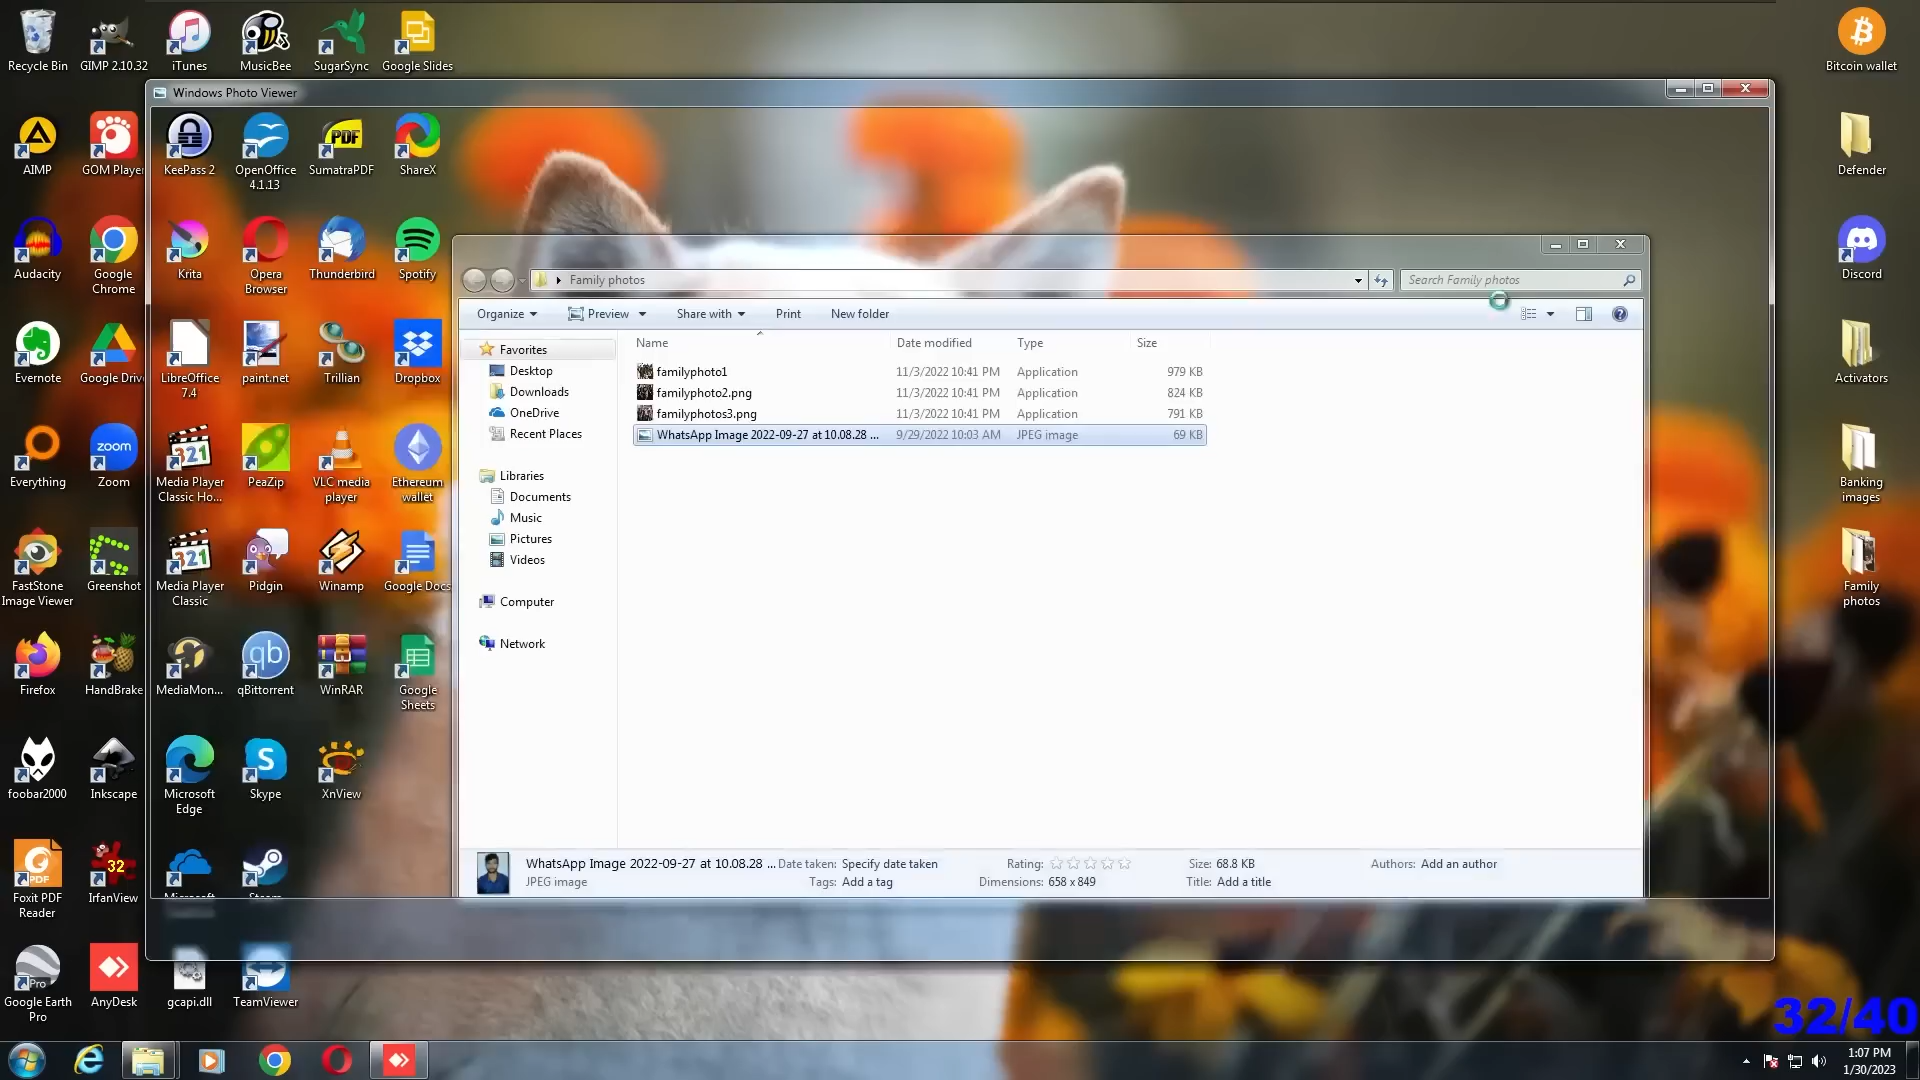 Recycle Bin
GIMP 2.10.32
iTunes
MusicBee
SugarSync
Google Slides
Bitcoin wallet
Windows Photo Viewer
AIMP
GOM Player
KeePass 2
OpenOffice
4.1.13
PDF
SumatraPDF
ShareX
Defender
Audacity
Google
Chrome
Krita
Opera
Browser
Thunderbird
Spotify
Discord
Family photos
Search Family photos
Organize
Preview
Share with
Print
New folder
Evernote
Google Driv
LibreOffice
7.4
paint.net
Trillian
Dropbox
Activators
Favorites
Desktop
Downloads
OneDrive
Recent Places
Libraries
Documents
Music
Pictures
Videos
Computer
Network
Name
Date modified
Type
Size
familyphoto1
11/3/2022 10:41 PM
Application
979 KB
familyphoto2.png
11/3/2022 10:41 PM
Application
824 KB
familyphotos3.png
11/3/2022 10:41 PM
Application
791 KB
WhatsApp Image 2022-09-27 at 10.08.28 ...
9/29/2022 10:03 AM
JPEG image
69 KB
Everything
zoom
Zoom
321
Media Player
Classic Ho...
PeaZip
VLC media
player
Ethereum
wallet
Banking
images
FastStone
Image Viewer
Greenshot
321
Media Player
Classic
Pidgin
Winamp
Google Docs
Family
photos
Firefox
HandBrake
MediaMon...
qb
qBittorrent
WinRAR
Google
Sheets
foobar2000
Inkscape
Microsoft
Edge
Skype
XnView
PDF
Foxit PDF
Reader
32
IrfanView
Microsoft
Steam
WhatsApp Image 2022-09-27 at 10.08.28 ...
JPEG image
Date taken: Specify date taken
Tags: Add a tag
Rating:
Dimensions: 658 x 849
Size: 68.8 KB
Title: Add a title
Authors: Add an author
Pro
Google Earth
Pro
AnyDesk
gcapi.dll
TeamViewer
32/40
1:07 PM
1/30/2023